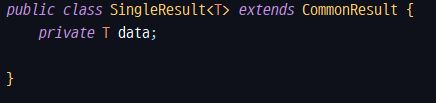 public class SingleResult<T> extends CommonResult {
    private T data;
}